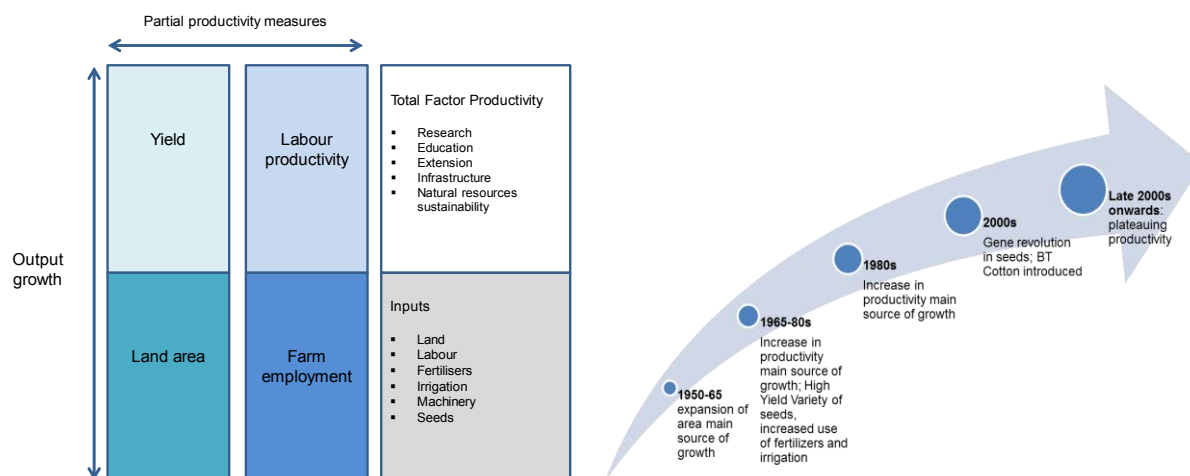 Partial productivity measures
Output
growth
Yield
Labour
productivity
Total Factor Productivity
▪ Research
▪ Education
▪ Extension
▪ Infrastructure
▪ Natural resources
sustainability
Land area
Farm
employment
Inputs
▪ Land
▪ Labour
▪ Fertilisers
▪ Irrigation
▪ Machinery
▪ Seeds
1950-65
expansion of
area main
source of
growth
1965-80s
Increase in
productivity
main source of
growth; High
Yield Variety of
seeds,
increased use
of fertilizers and
irrigation
1980s
Increase in
productivity main
source of growth
2000s
Gene revolution
in seeds; BT
Cotton introduced
Late 2000s
onwards:
plateauing
productivity